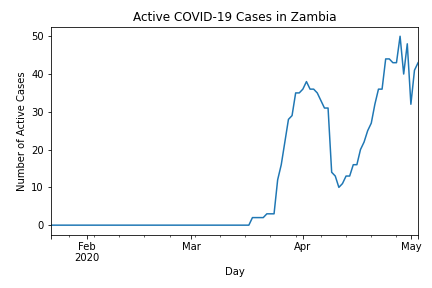 Active COVID-19 Cases in Zambia
Number of Active Cases
50
40
30
20
10
0
Feb
2020
Mar
Apr
May
Day